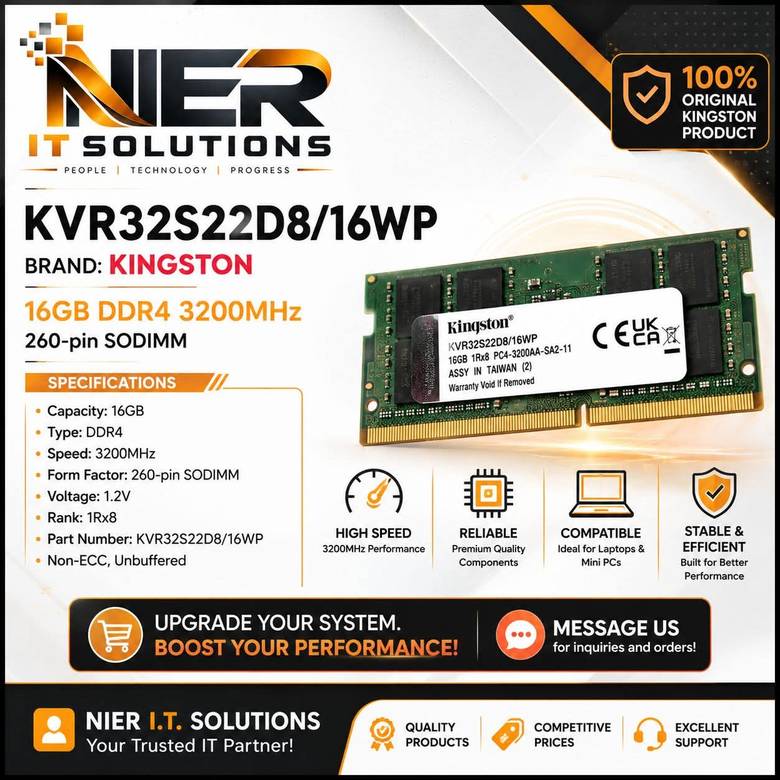 NIER
IT SOLUTIONS
PEOPLE | TECHNOLOGY | PROGRESS
100%
ORIGINAL
KINGSTON
PRODUCT
KVR32S22D8/16WP
BRAND: KINGSTON
16GB DDR4 3200MHz
260-pin SODIMM
SPECIFICATIONS
• Capacity: 16GB
• Type: DDR4
• Speed: 3200MHz
• Form Factor: 260-pin SODIMM
• Voltage: 1.2V
• Rank: 1Rx8
• Part Number: KVR32S22D8/16WP
• Non-ECC, Unbuffered
Kingston®
KVR32S22D8/16WP
16GB 1Rx8 PC4-3200AA-SA2-11
ASSY IN TAIWAN (2)
Warranty Void If Removed
CE UK
CA
HIGH SPEED
3200MHz Performance
RELIABLE
Premium Quality
Components
COMPATIBLE
Ideal for Laptops &
Mini PCs
STABLE &
EFFICIENT
Built for Better
Performance
UPGRADE YOUR SYSTEM.
BOOST YOUR PERFORMANCE!
MESSAGE US
for inquiries and orders!
NIER I.T. SOLUTIONS
Your Trusted IT Partner!
QUALITY
PRODUCTS
COMPETITIVE
PRICES
EXCELLENT
SUPPORT